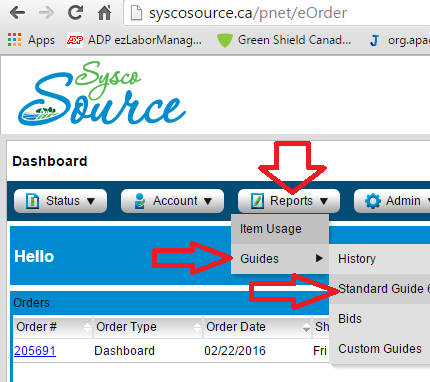 syscosource.ca/pnet/eOrder
Apps ADP ezLaborManag... Green Shield Canad... org.apac
Sysco
Source
Dashboard
Status Account Reports Admin
Item Usage
Hello
Guides
History
Standard Guide
Orders
Order # Order Type Order Date Sh
Bids
205691 Dashboard 02/22/2016 Fri
Custom Guides